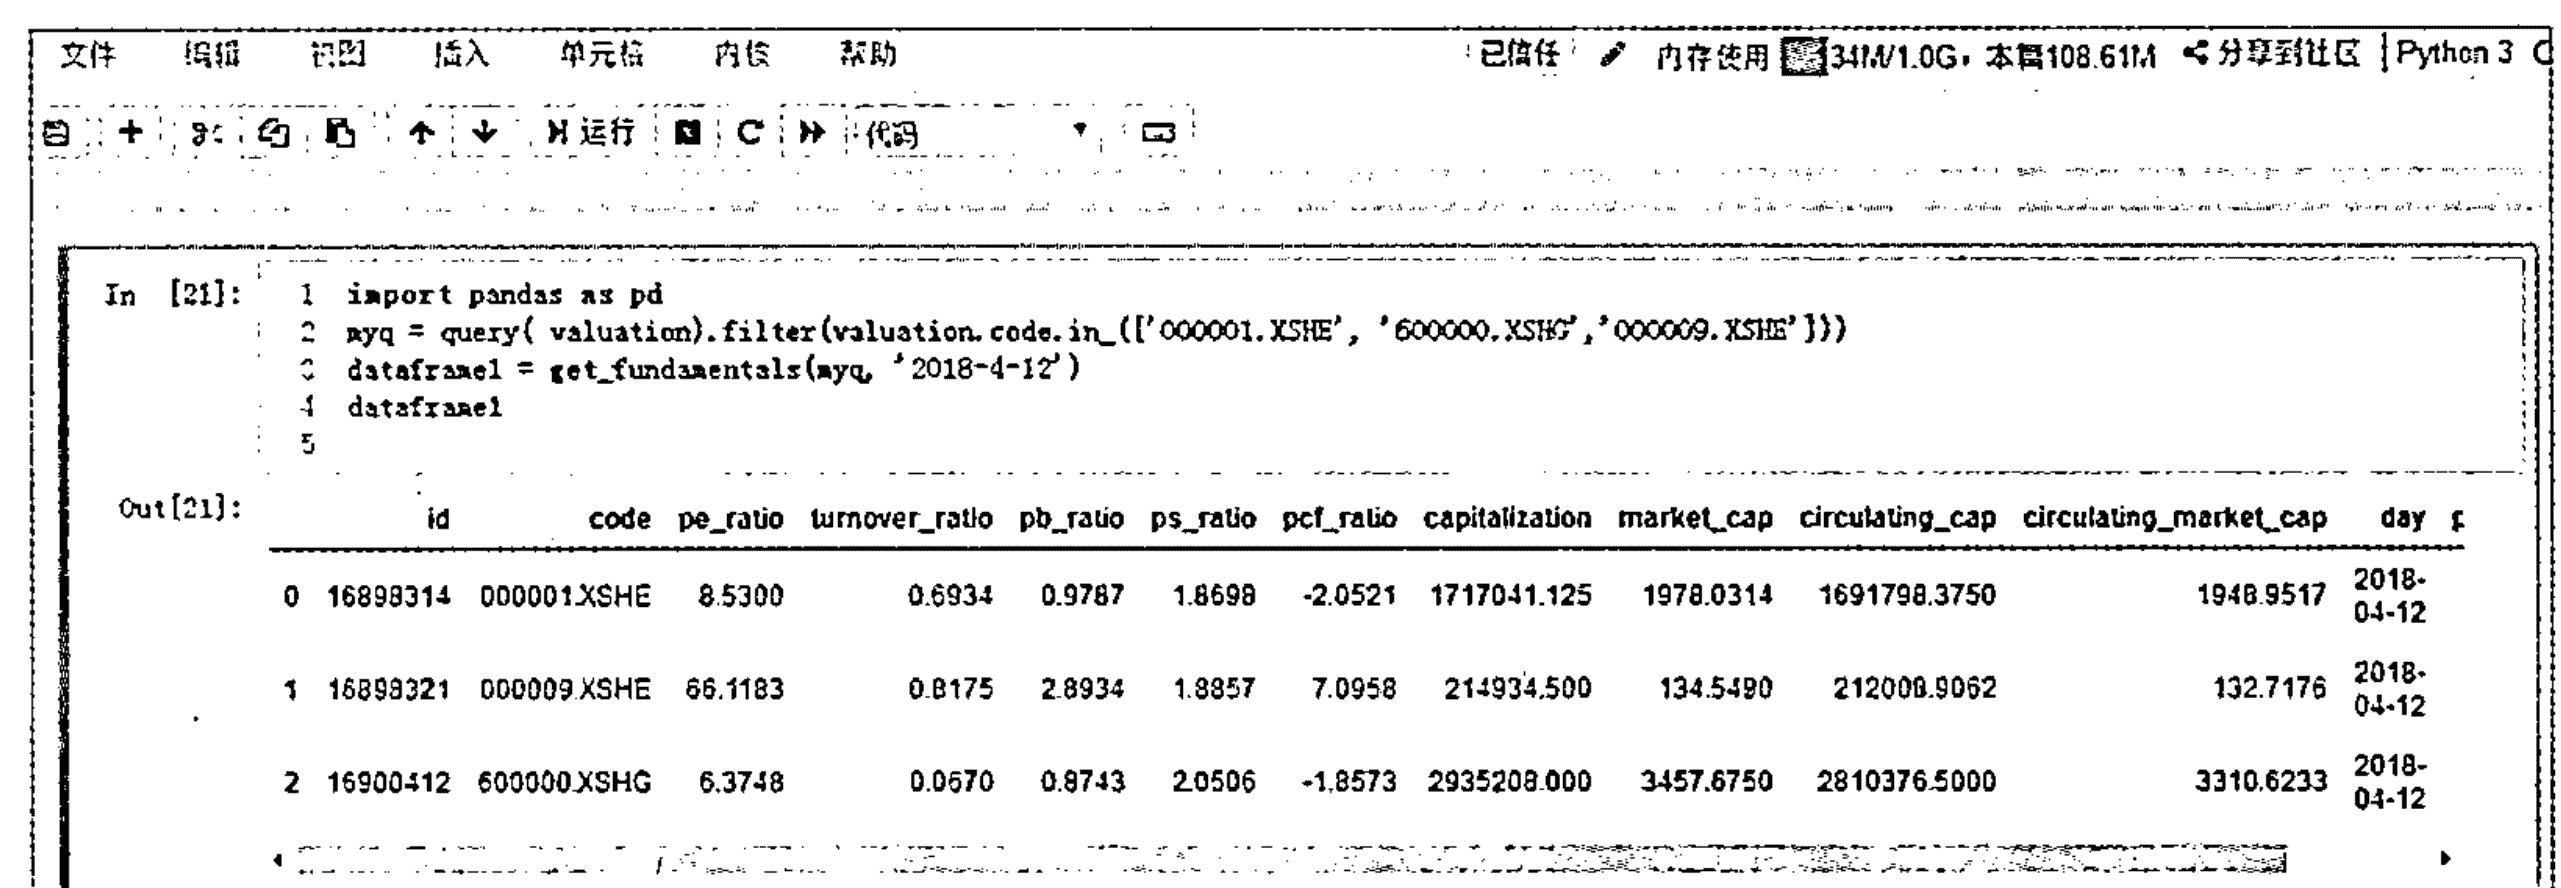 文件 编辑 视图 插入 单元格 内核 帮助 已信任 内存使用 34M/1.0G，本篇108.61M 分享到社区 Python 3
运行 代码
In [21]:
1 import pandas as pd
2 myq = query( valuation).filter(valuation.code.in_(['000001.XSHE', '600000.XSHG','000009.XSHE']))
3 dataframe1 = get_fundamentals(myq, '2018-4-12')
4 dataframe1
5
Out[21]:
id code pe_ratio turnover_ratio pb_ratio ps_ratio pcf_ratio capitalization market_cap circulating_cap circulating_market_cap day p
0 16898314 000001.XSHE 8.5300 0.6934 0.9787 1.8698 -2.0521 1717041.125 1978.0314 1691798.3750 1948.9517 2018-04-12
1 16898321 000009.XSHE 66.1183 0.8175 2.8934 1.8857 7.0958 214934.500 134.5490 212008.9062 132.7176 2018-04-12
2 16900412 600000.XSHG 6.3748 0.0670 0.8743 2.0506 -1.8573 2935208.000 3457.6750 2810376.5000 3310.6233 2018-04-12